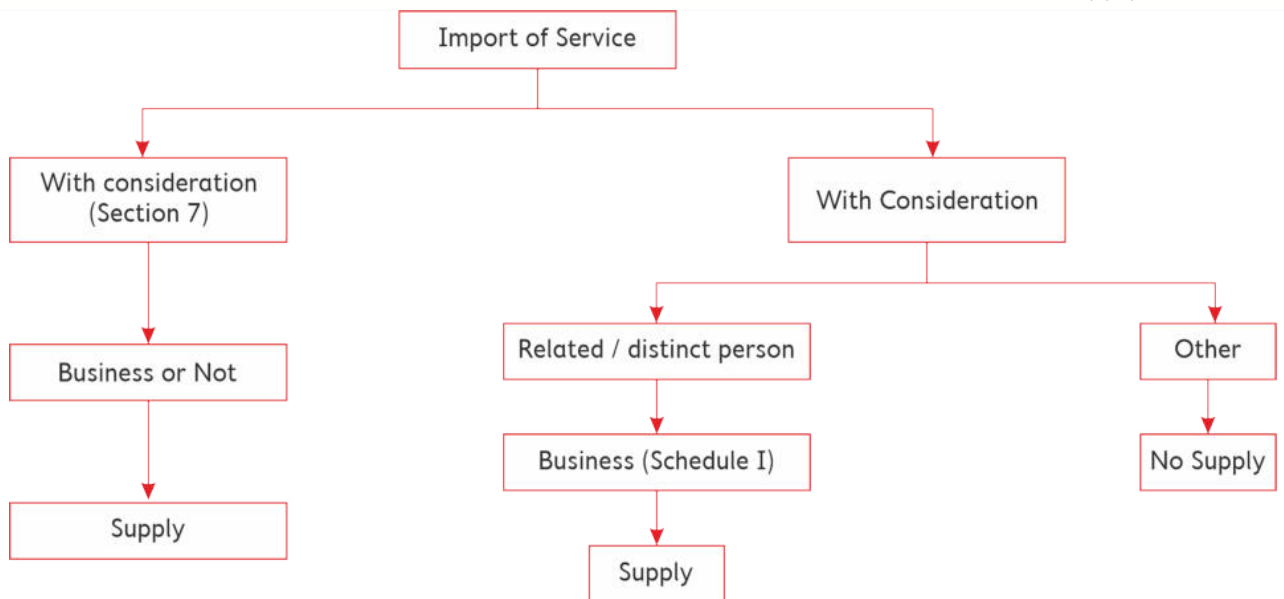 Import of Service
With consideration
(Section 7)
With Consideration
Business or Not
Related / distinct person
Other
Business (Schedule I)
No Supply
Supply
Supply